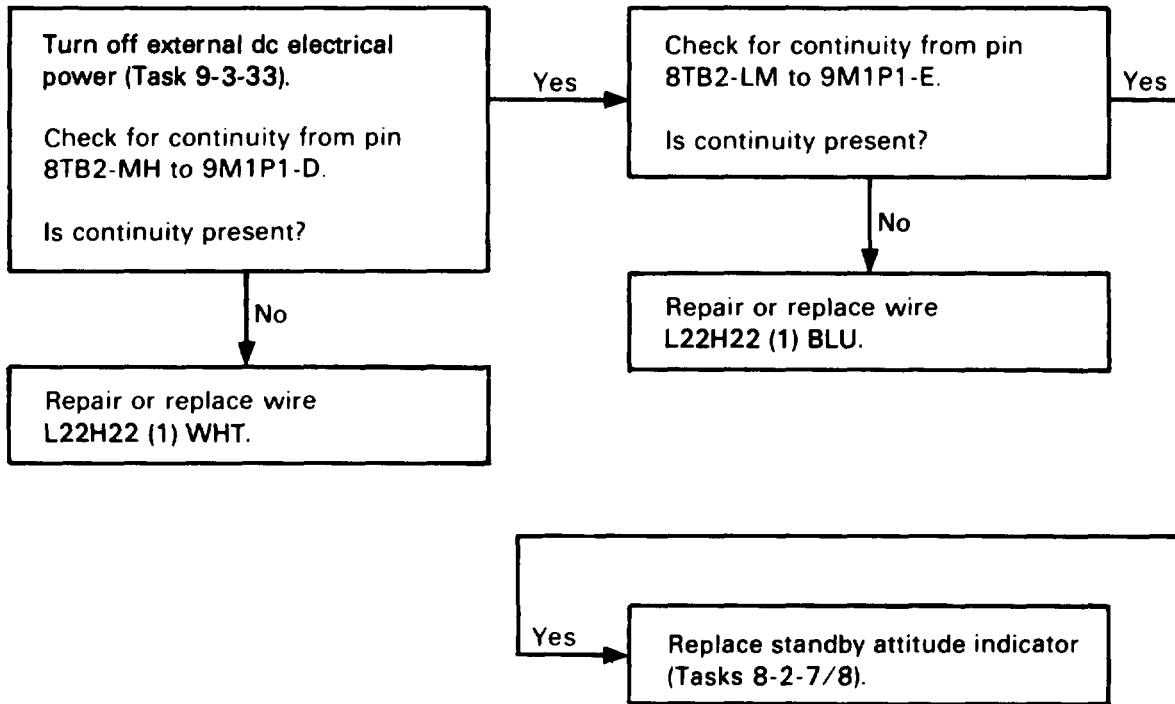 Turn off external dc electrical
power (Task 9-3-33).
Check for continuity from pin
8TB2-MH to 9M1P1-D.
Is continuity present?
Yes
Check for continuity from pin
8TB2-LM to 9M1P1-E.
Is continuity present?
Yes
No
Repair or replace wire
L22H22 (1) WHT.
No
Repair or replace wire
L22H22 (1) BLU.
Yes
Replace standby attitude indicator
(Tasks 8-2-7/8).